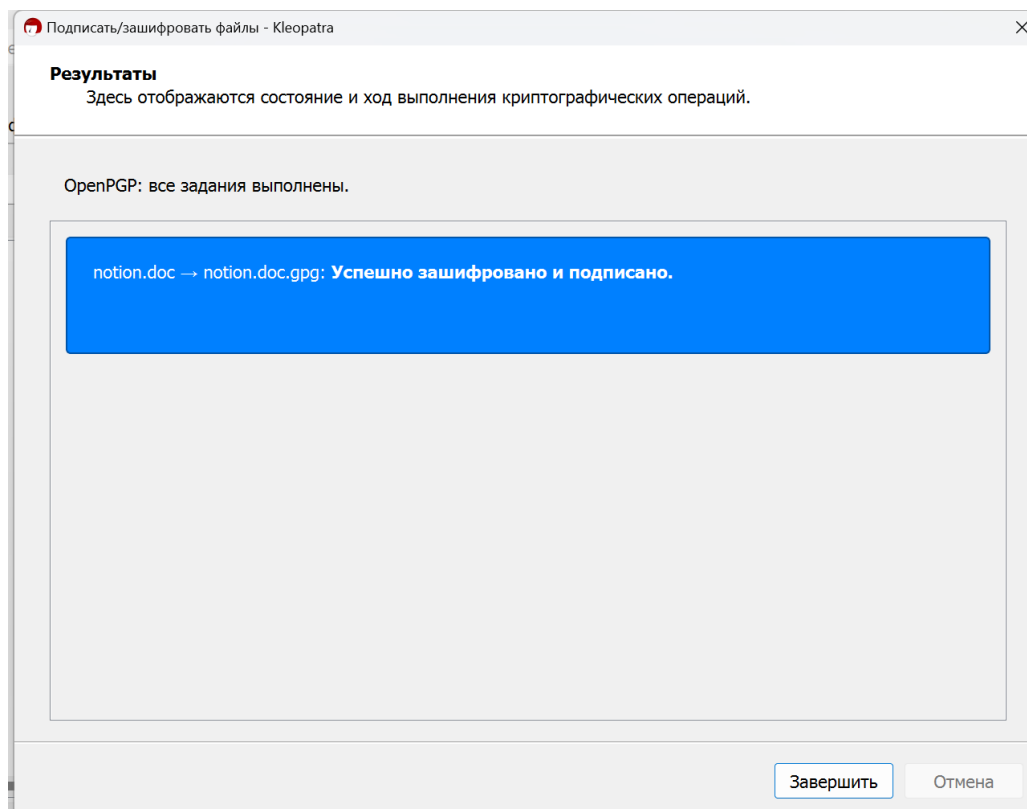 Подписать/зашифровать файлы - Kleopatra
Результаты
Здесь отображаются состояние и ход выполнения криптографических операций.
OpenPGP: все задания выполнены.
notion.doc → notion.doc.gpg: Успешно зашифровано и подписано.
Завершить
Отмена